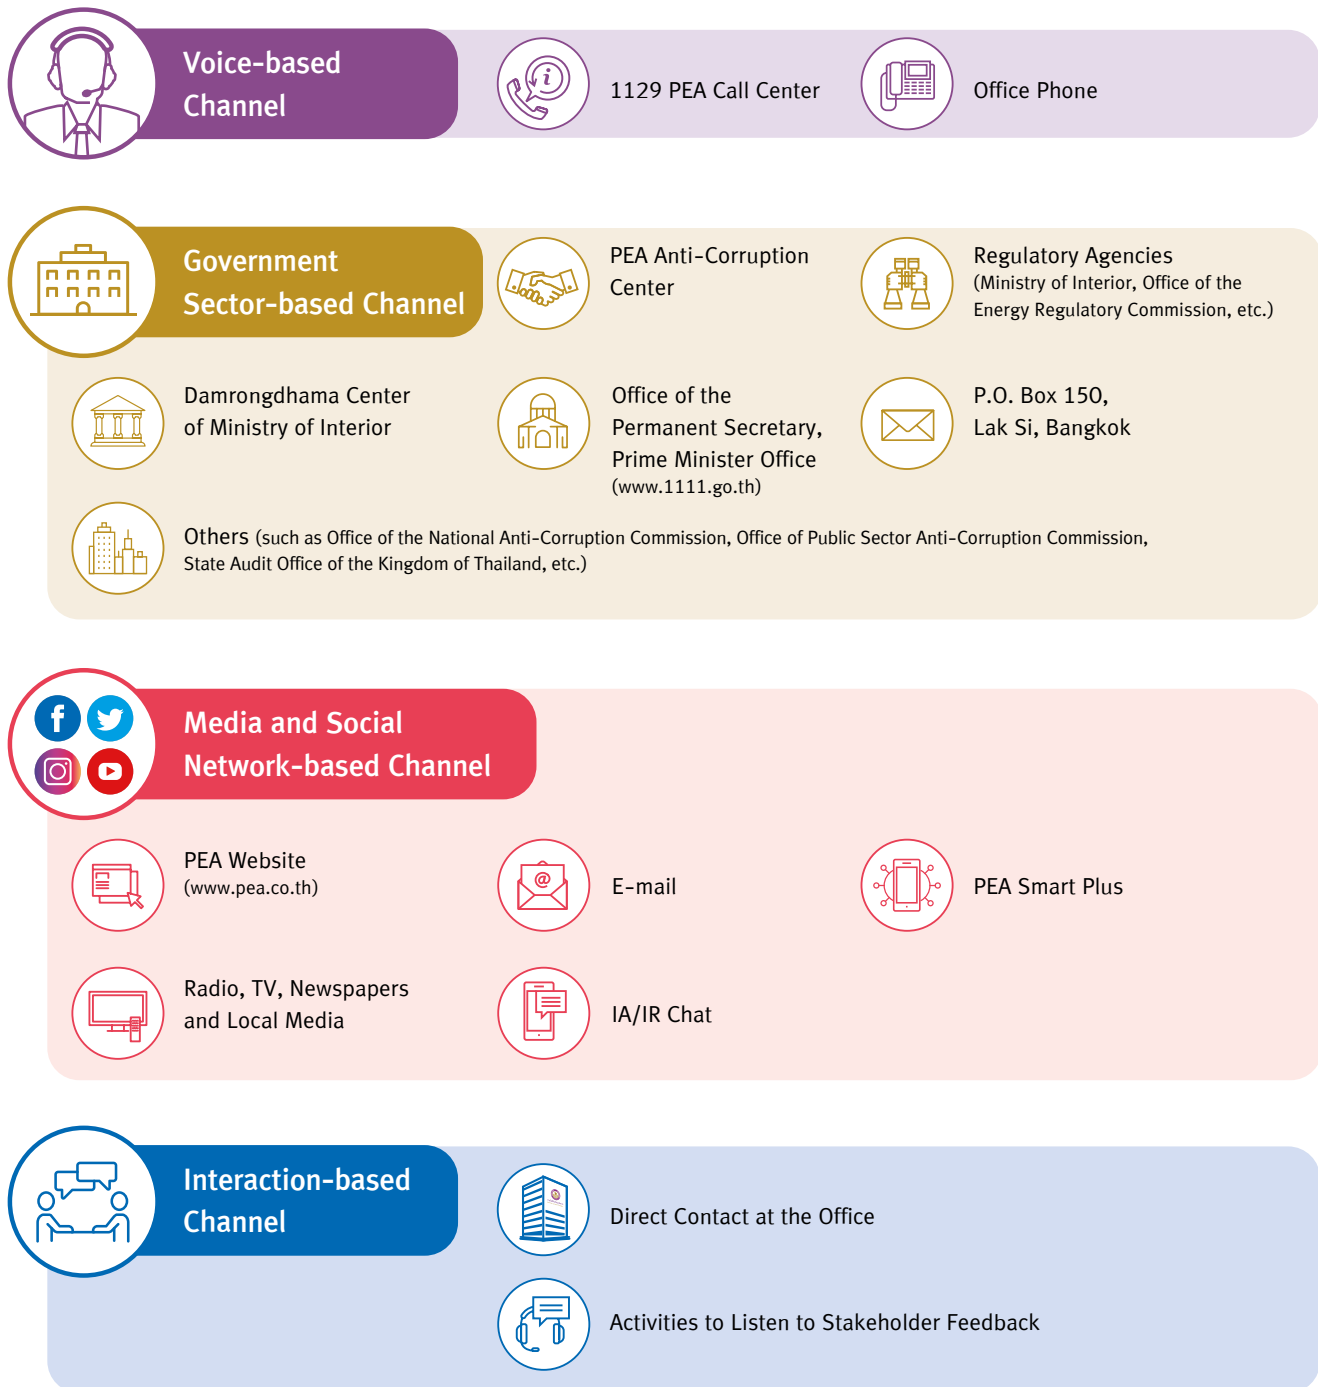 Voice-based
Channel
1129 PEA Call Center
Office Phone
Government
Sector-based Channel
PEA Anti-Corruption
Center
Regulatory Agencies
(Ministry of Interior, Office of the
Energy Regulatory Commission, etc.)
Damrongdhama Center
of Ministry of Interior
Office of the
Permanent Secretary,
Prime Minister Office
(www.1111.go.th)
P.O. Box 150,
Lak Si, Bangkok
Others (such as Office of the National Anti-Corruption Commission, Office of Public Sector Anti-Corruption Commission,
State Audit Office of the Kingdom of Thailand, etc.)
Media and Social
Network-based Channel
PEA Website
(www.pea.co.th)
E-mail
PEA Smart Plus
Radio, TV, Newspapers
and Local Media
IA/IR Chat
Interaction-based
Channel
Direct Contact at the Office
Activities to Listen to Stakeholder Feedback